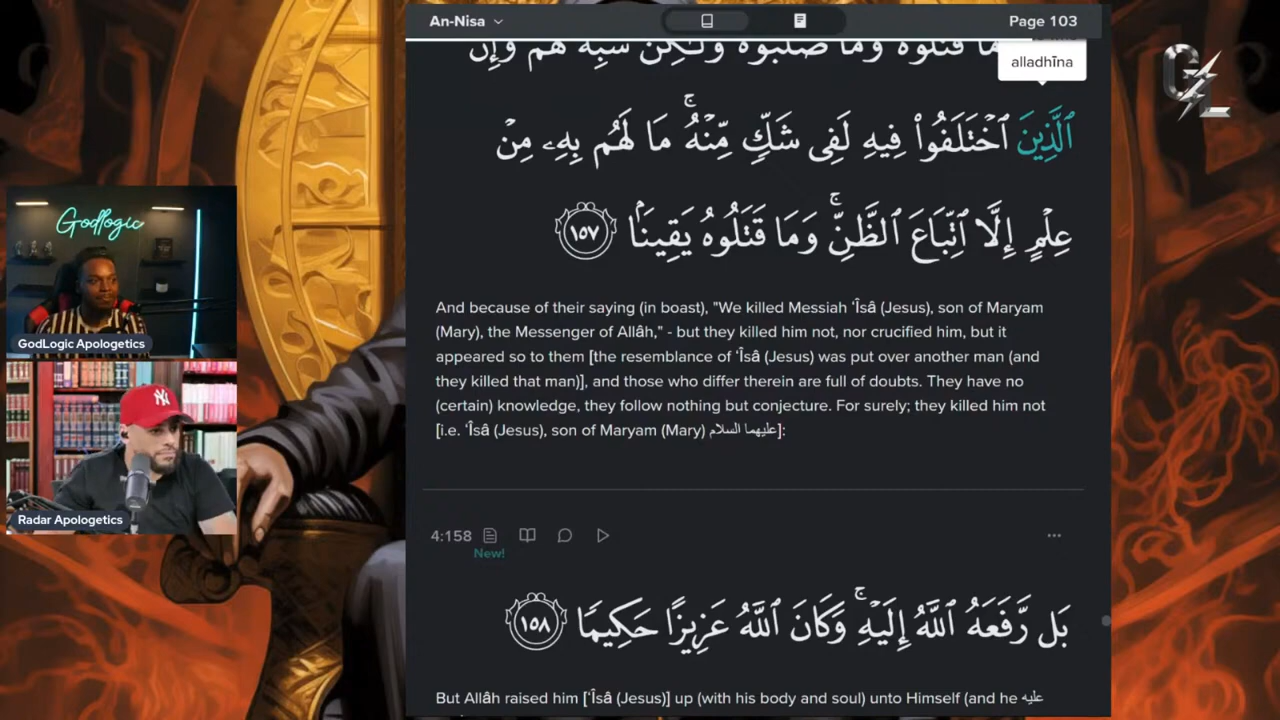 An-Nisa
Page 103
alladhīna
ٱلَّذِينَ ٱخْتَلَفُوا۟ فِيهِ لَفِى شَكٍّ مِّنْهُ ۚ مَا لَهُم بِهِۦ مِنْ
عِلْمٍ إِلَّا ٱتِّبَاعَ ٱلظَّنِّ ۚ وَمَا قَتَلُوهُ يَقِينًۢا ١٥٧
And because of their saying (in boast), "We killed Messiah ‘Îsâ (Jesus), son of Maryam
(Mary), the Messenger of Allâh," - but they killed him not, nor crucified him, but it
appeared so to them [the resemblance of ‘Îsâ (Jesus) was put over another man (and
they killed that man)], and those who differ therein are full of doubts. They have no
(certain) knowledge, they follow nothing but conjecture. For surely; they killed him not
[i.e. ‘Îsâ (Jesus), son of Maryam (Mary) عليهما السلام]:
4:158
New!
بَل رَّفَعَهُ ٱللَّهُ إِلَيْهِ ۚ وَكَانَ ٱللَّهُ عَزِيزًا حَكِيمًا ١٥٨
But Allâh raised him [‘Îsâ (Jesus)] up (with his body and soul) unto Himself (and he عليه
Godlogic
GodLogic Apologetics
Radar Apologetics
NY
GL